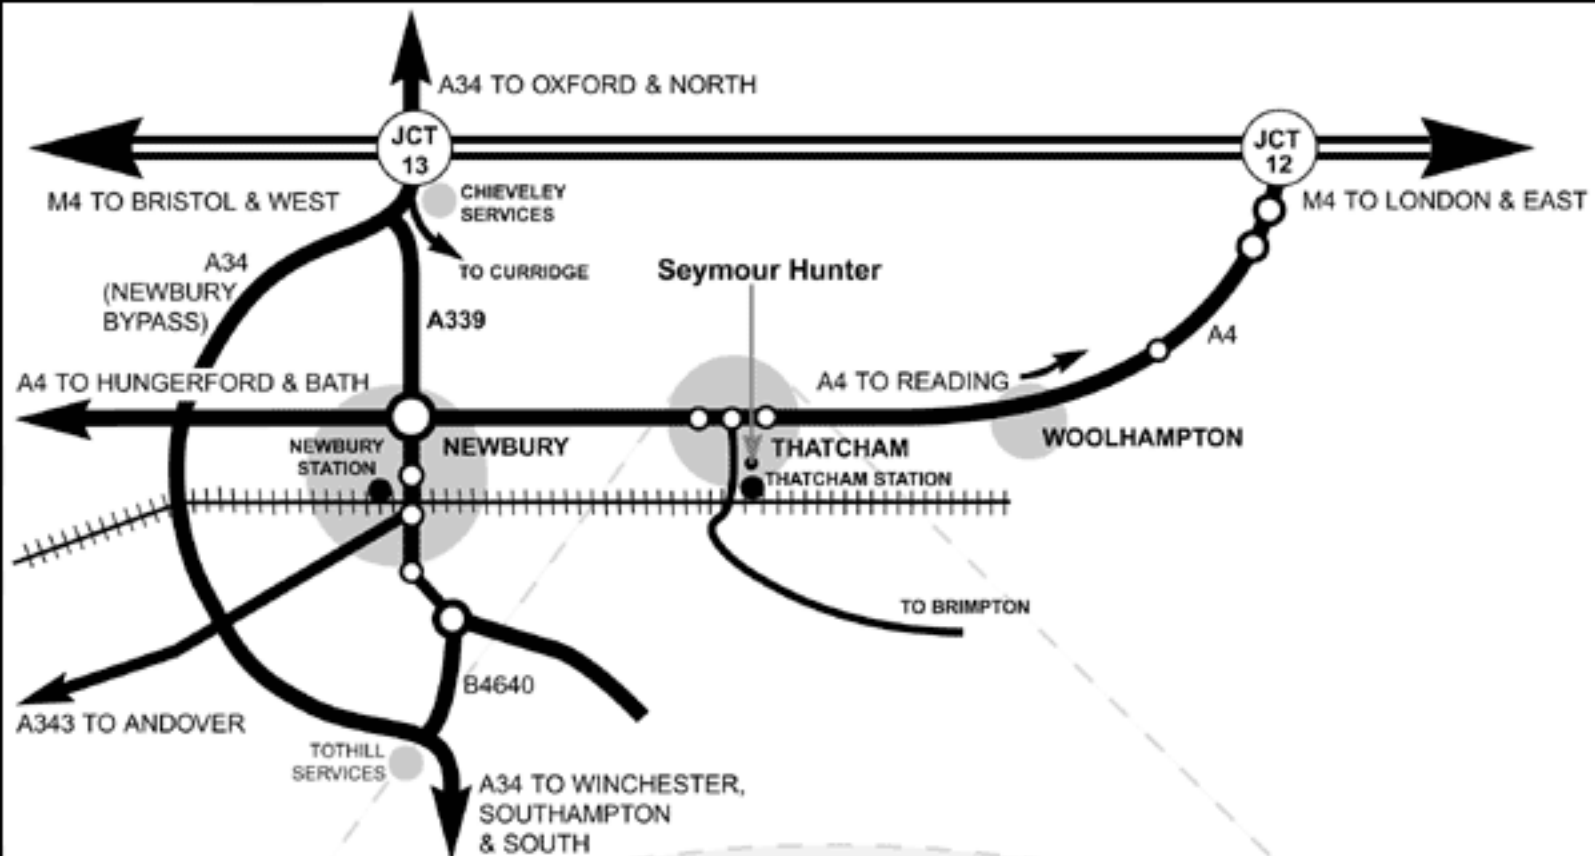 A34 TO OXFORD & NORTH
JCT
13
JCT
12
M4 TO BRISTOL & WEST
CHIEVELEY
SERVICES
M4 TO LONDON & EAST
A34
(NEWBURY
BYPASS)
TO CURRIDGE
Seymour Hunter
A339
A4
A4 TO HUNGERFORD & BATH
A4 TO READING
NEWBURY
STATION
NEWBURY
THATCHAM
WOOLHAMPTON
THATCHAM STATION
TO BRIMPTON
B4640
A343 TO ANDOVER
TOTHILL
SERVICES
A34 TO WINCHESTER,
SOUTHAMPTON
& SOUTH